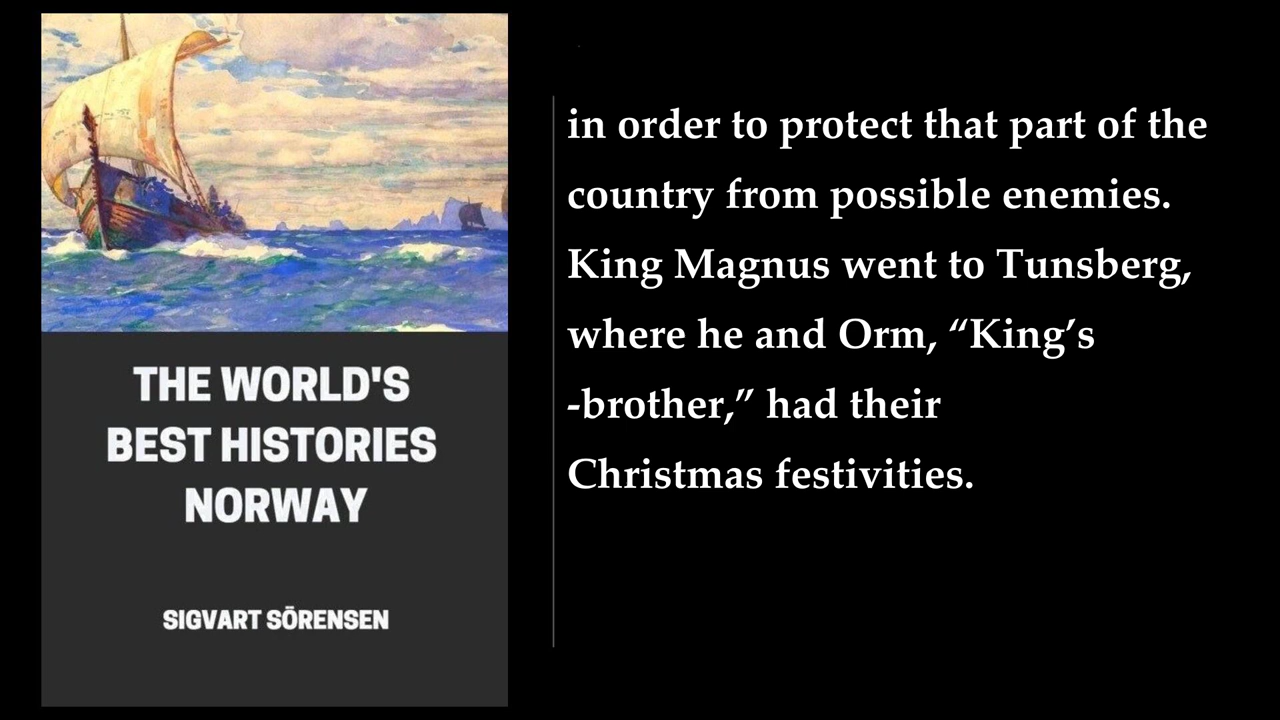 THE WORLD'S
BEST HISTORIES
NORWAY
SIGVART SÖRENSEN
in order to protect that part of the
country from possible enemies.
King Magnus went to Tunsberg,
where he and Orm, “King’s
-brother,” had their
Christmas festivities.